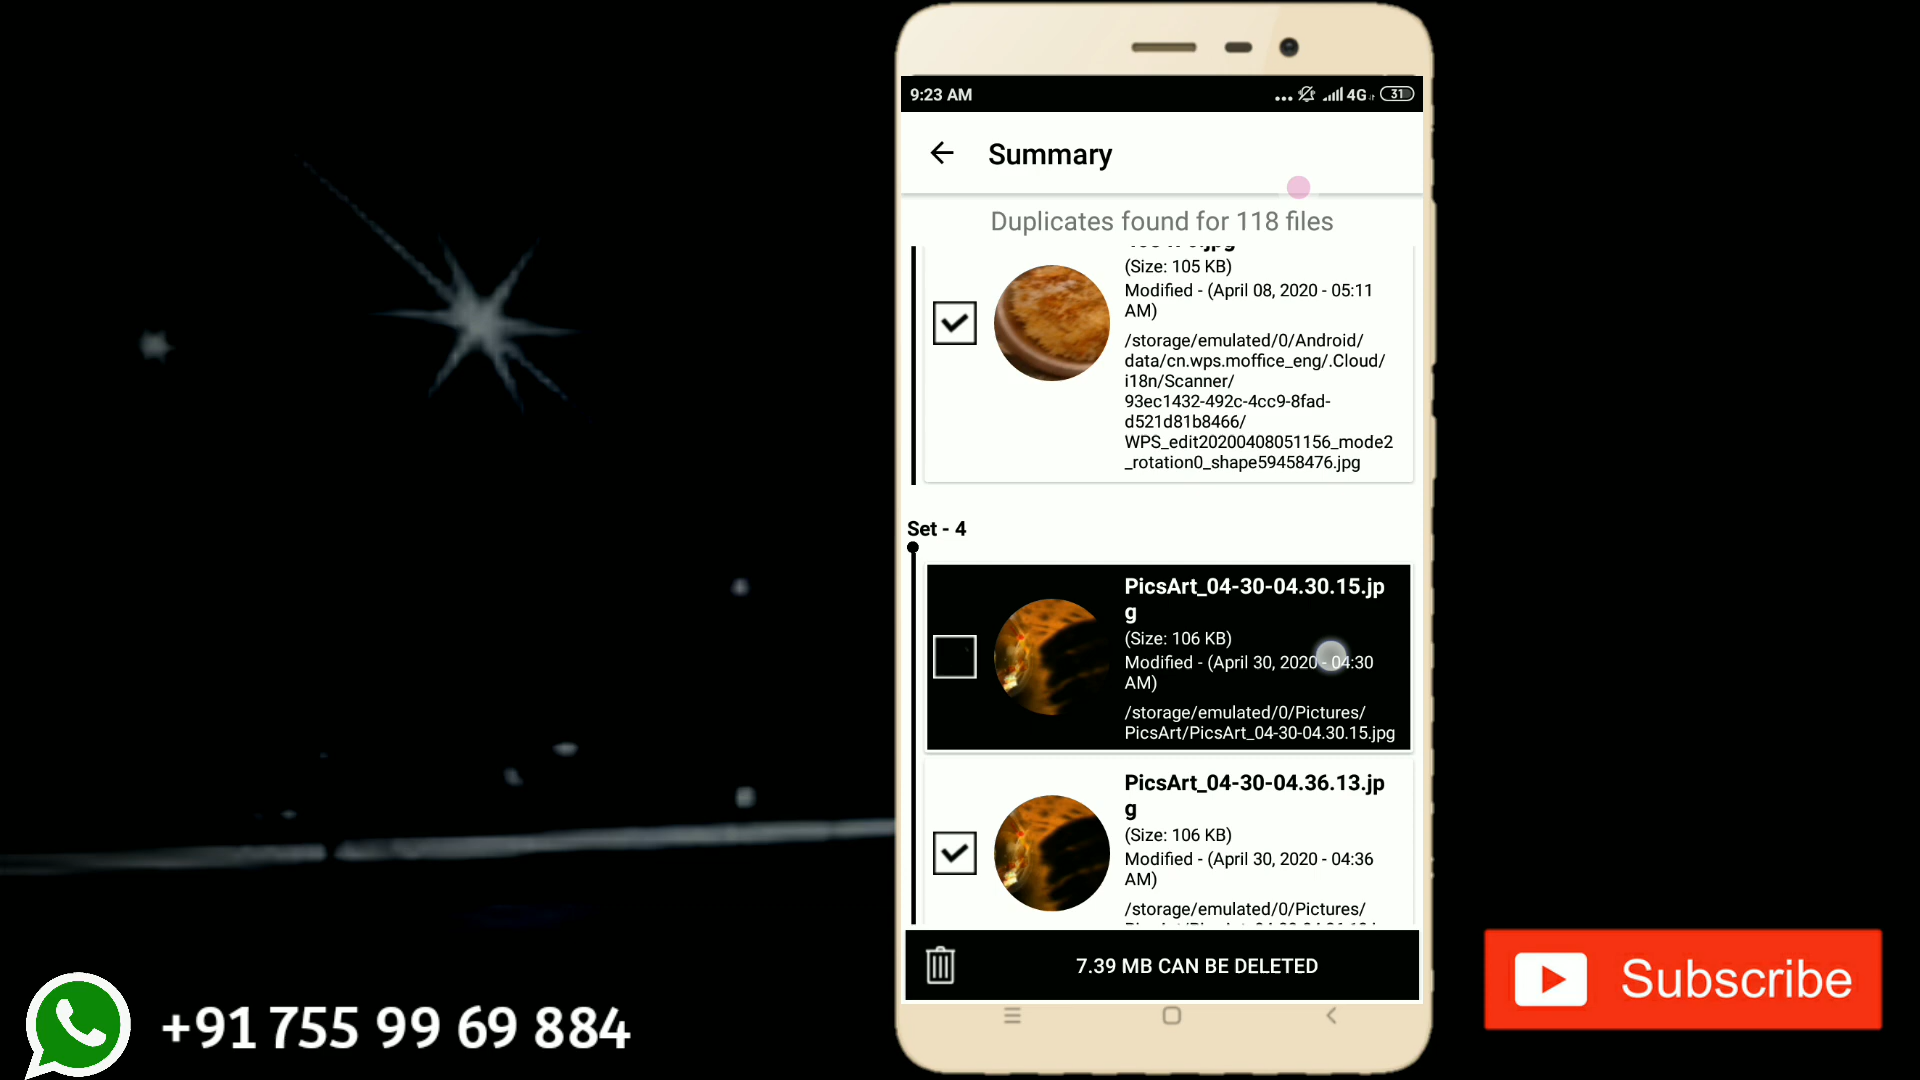 9:23 AM
4G
31
Summary
Duplicates found for 118 files
(Size: 105 KB)
Modified - (April 08, 2020 - 05:11
AM)
/storage/emulated/0/Android/
data/cn.wps.moffice_eng/.Cloud/
i18n/Scanner/
93ec1432-492c-4cc9-8fad-
d521d81b8466/
WPS_edit20200408051156_mode2
_rotation0_shape59458476.jpg
Set - 4
PicsArt_04-30-04.30.15.jp
g
(Size: 106 KB)
Modified - (April 30, 2020 - 04:30
AM)
/storage/emulated/0/Pictures/
PicsArt/PicsArt_04-30-04.30.15.jpg
PicsArt_04-30-04.36.13.jp
g
(Size: 106 KB)
Modified - (April 30, 2020 - 04:36
AM)
/storage/emulated/0/Pictures/
7.39 MB CAN BE DELETED
+91 755 99 69 884
Subscribe